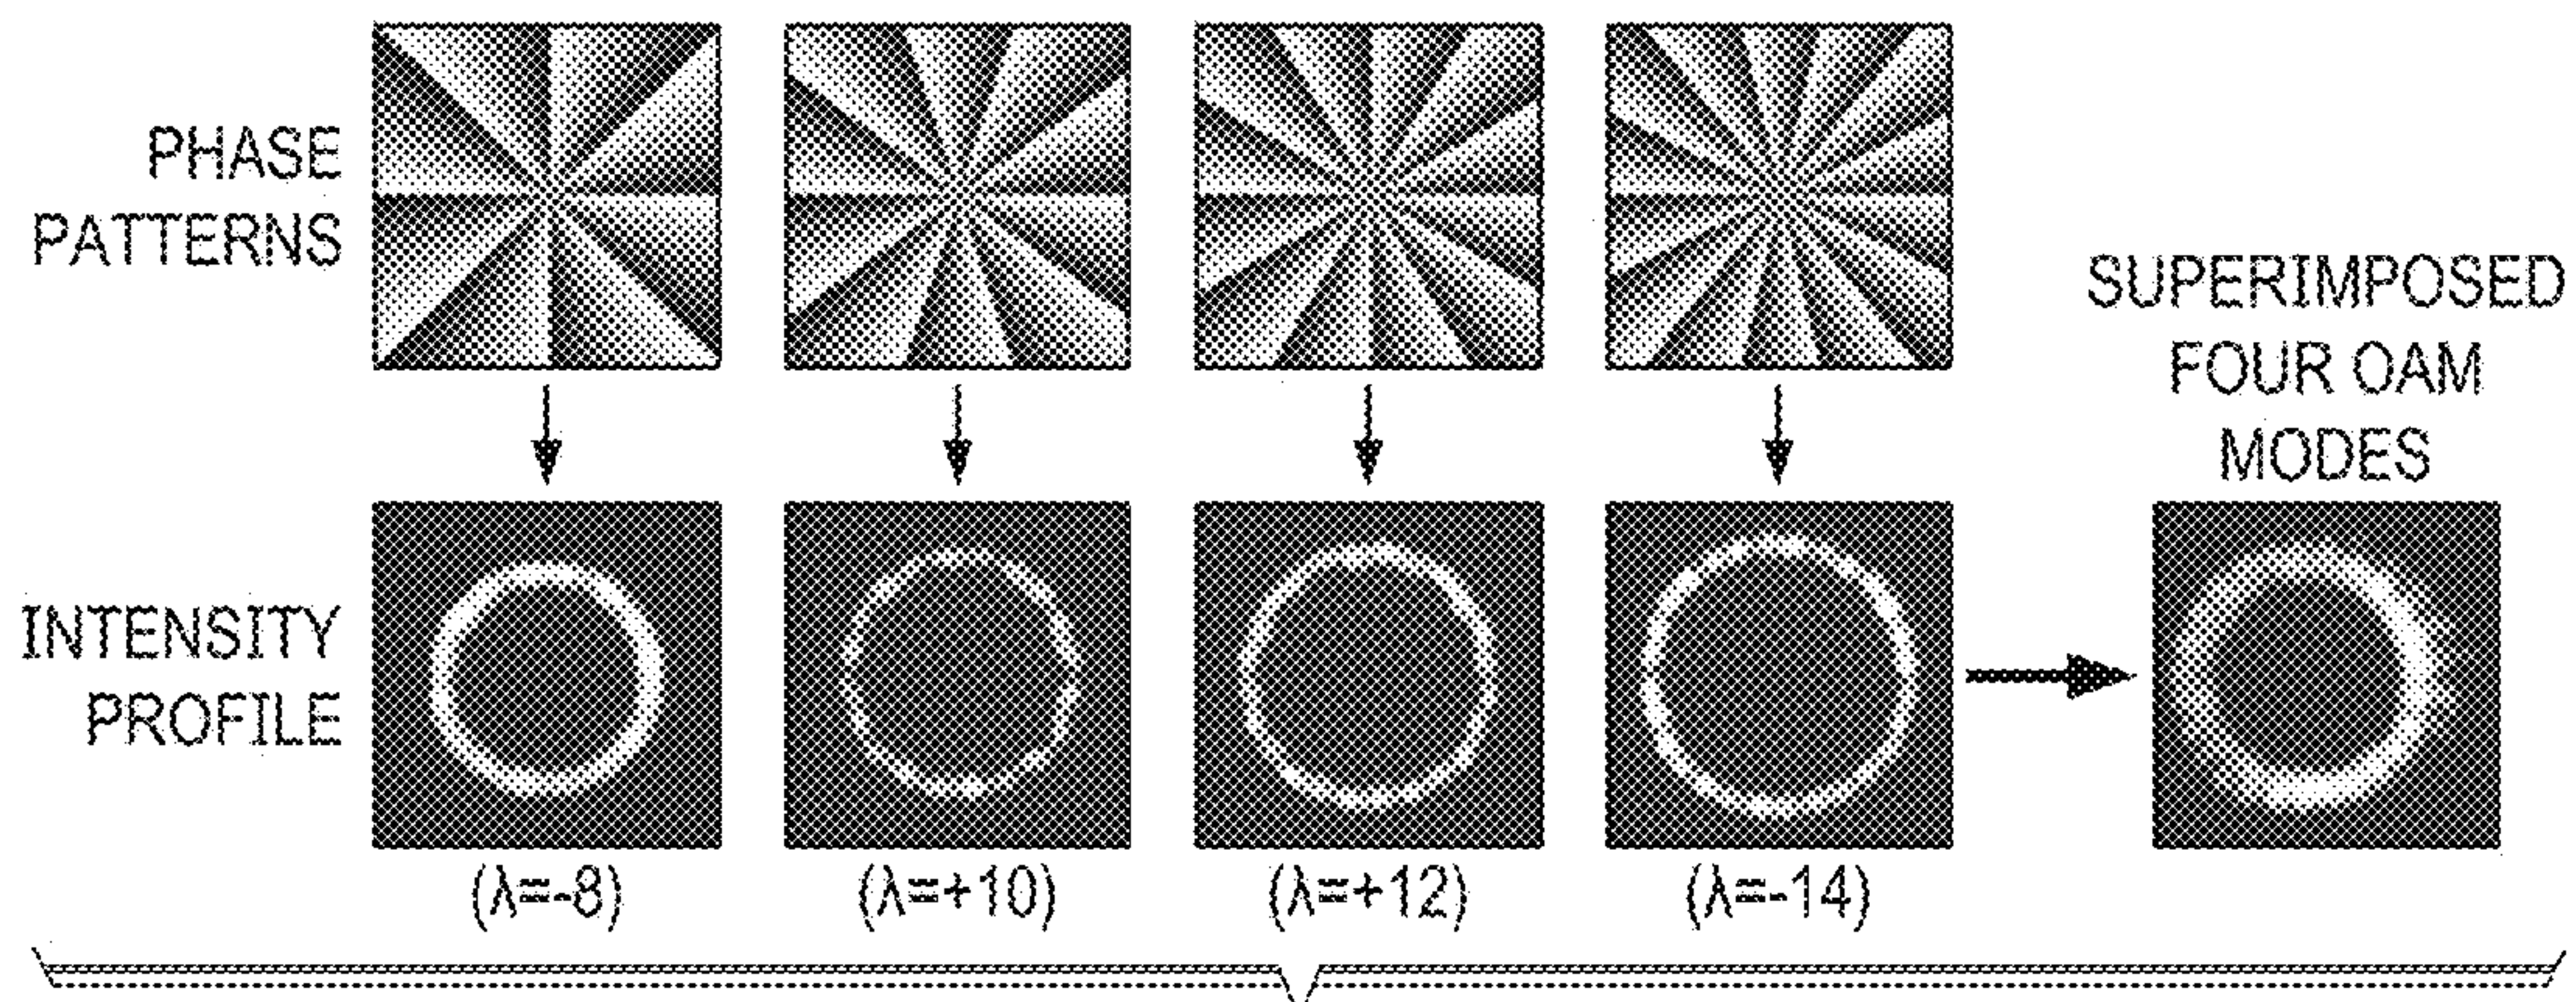 PHASE
PATTERNS
SUPERIMPOSED
FOUR OAM
MODES
INTENSITY
PROFILE
(λ=-8)
(λ=+10)
(λ=+12)
(λ=-14)